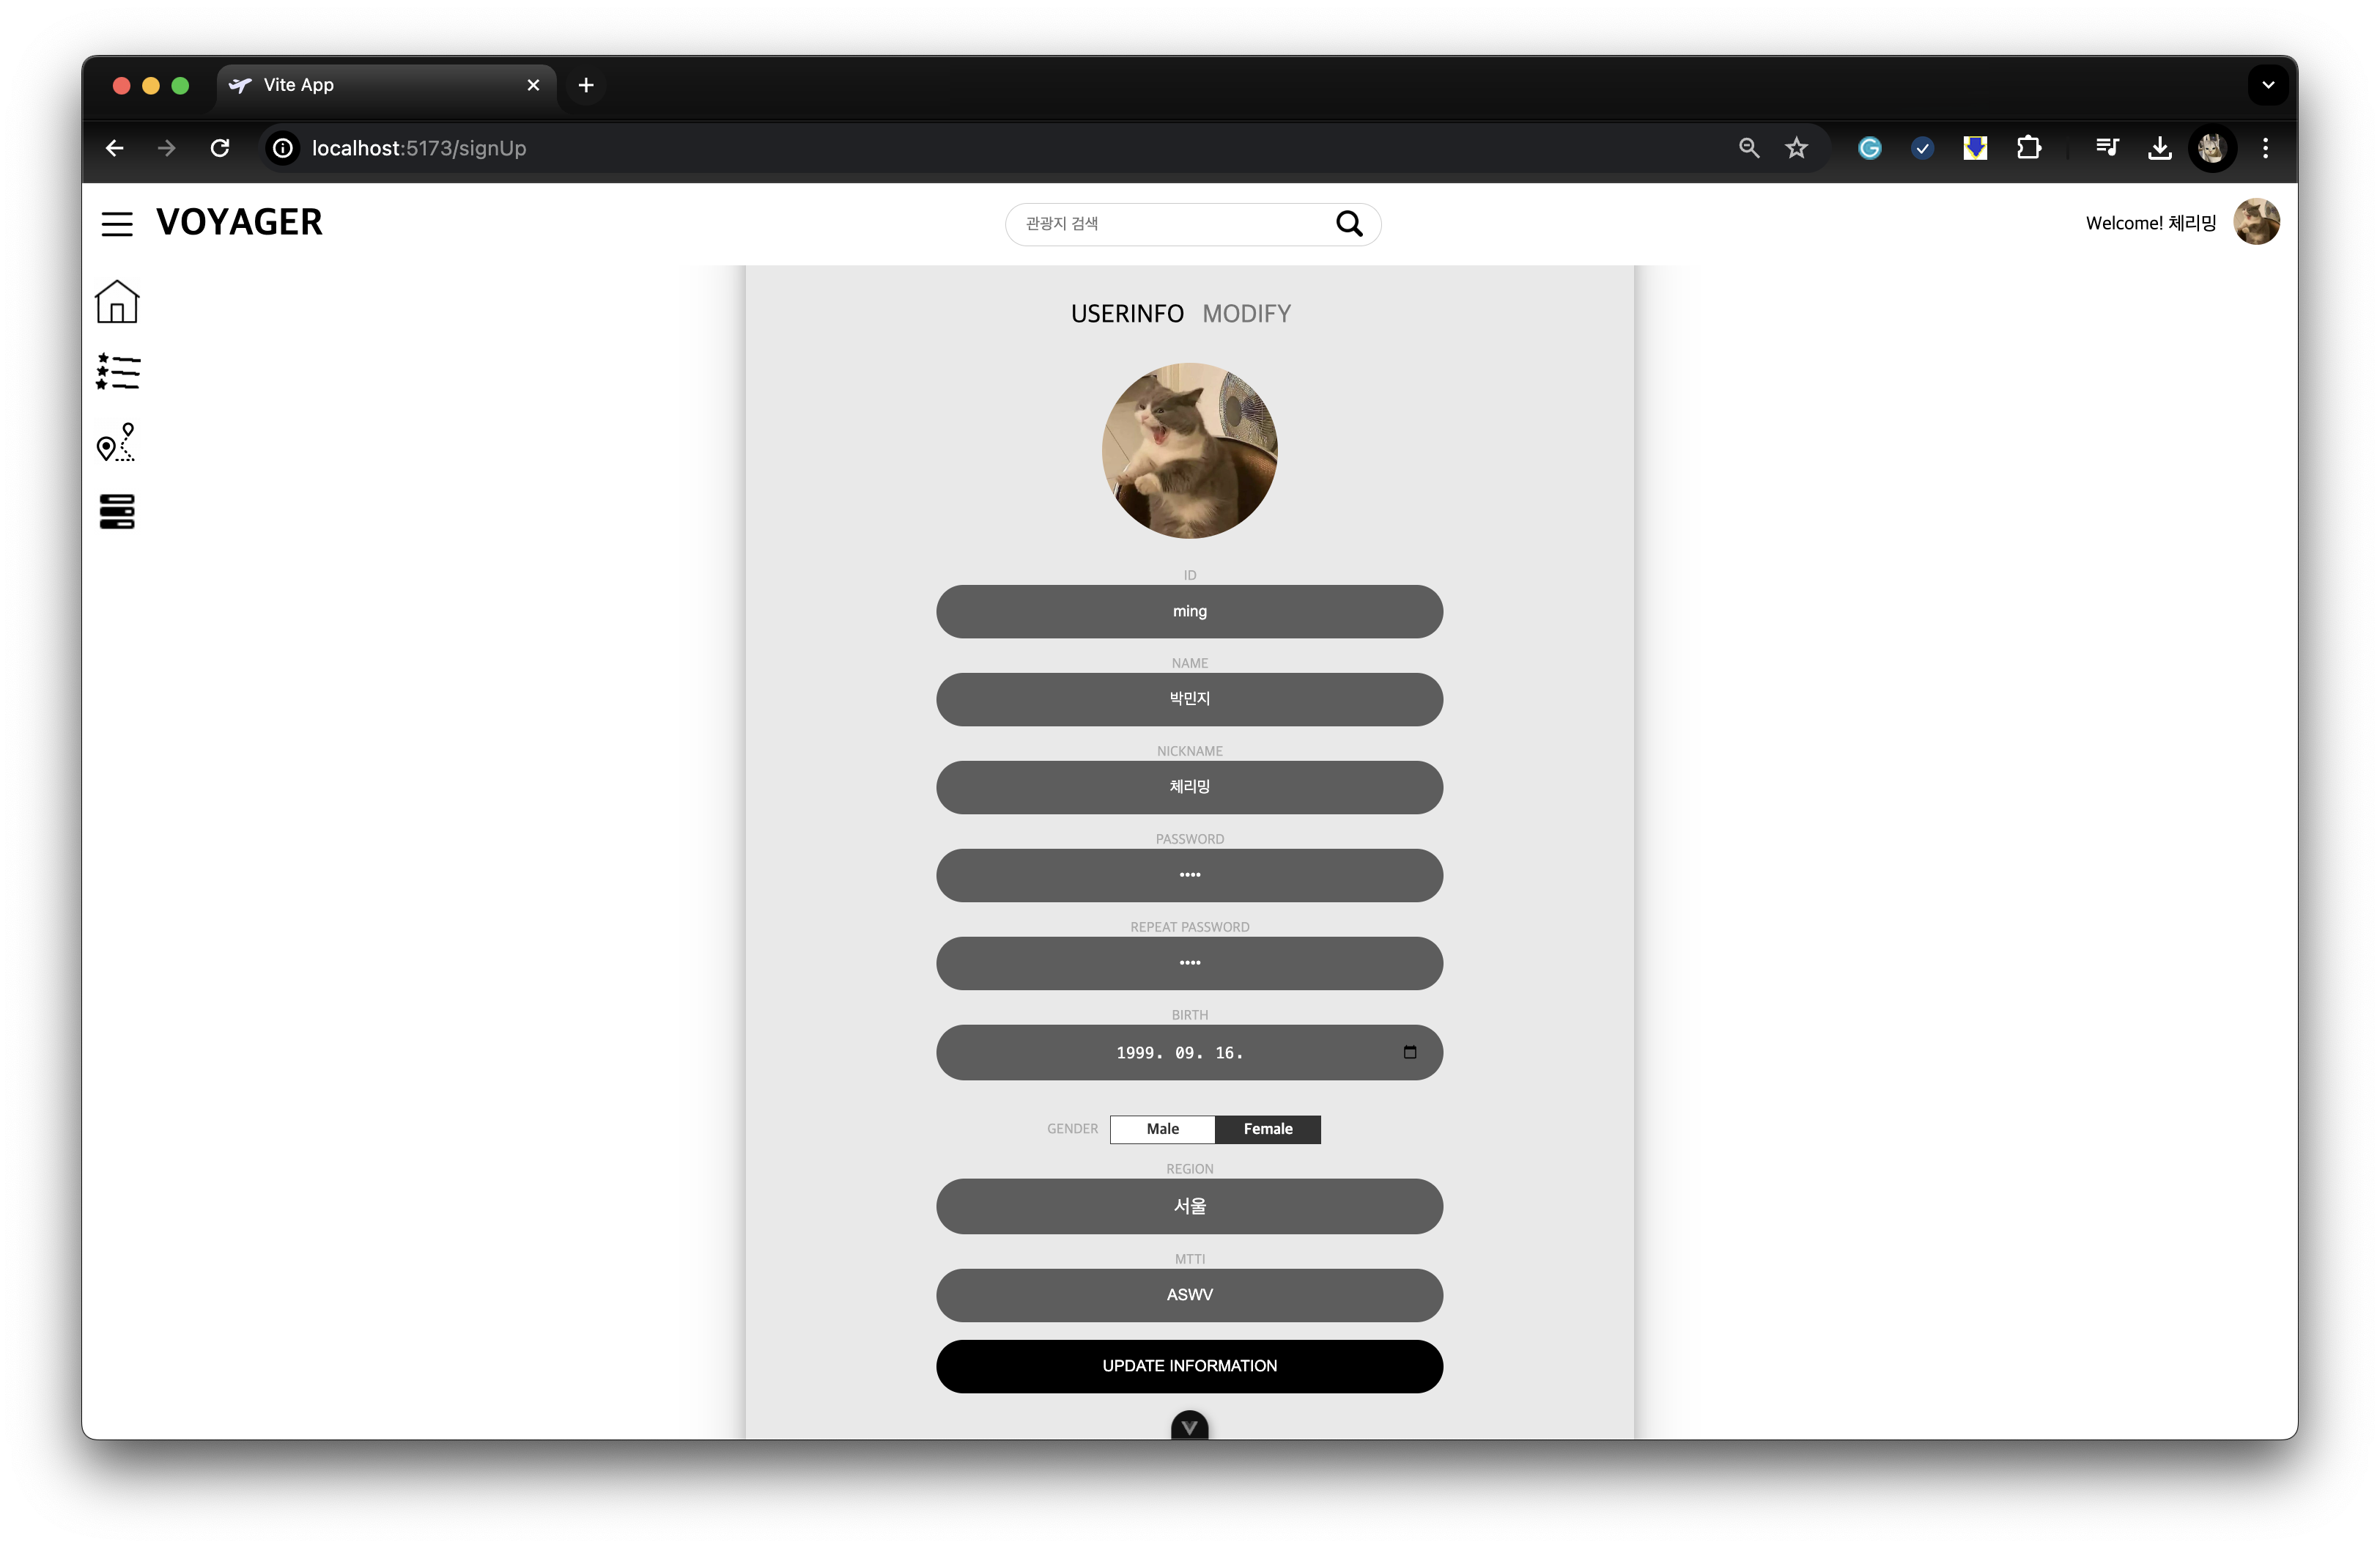 Vite App
localhost:5173/signUp
VOYAGER
관광지 검색
Welcome! 체리밍
USERINFO MODIFY
ID
ming
NAME
박민지
NICKNAME
체리밍
PASSWORD
••••
REPEAT PASSWORD
••••
BIRTH
1999. 09. 16.
GENDER Male Female
REGION
서울
MTTI
ASWV
UPDATE INFORMATION